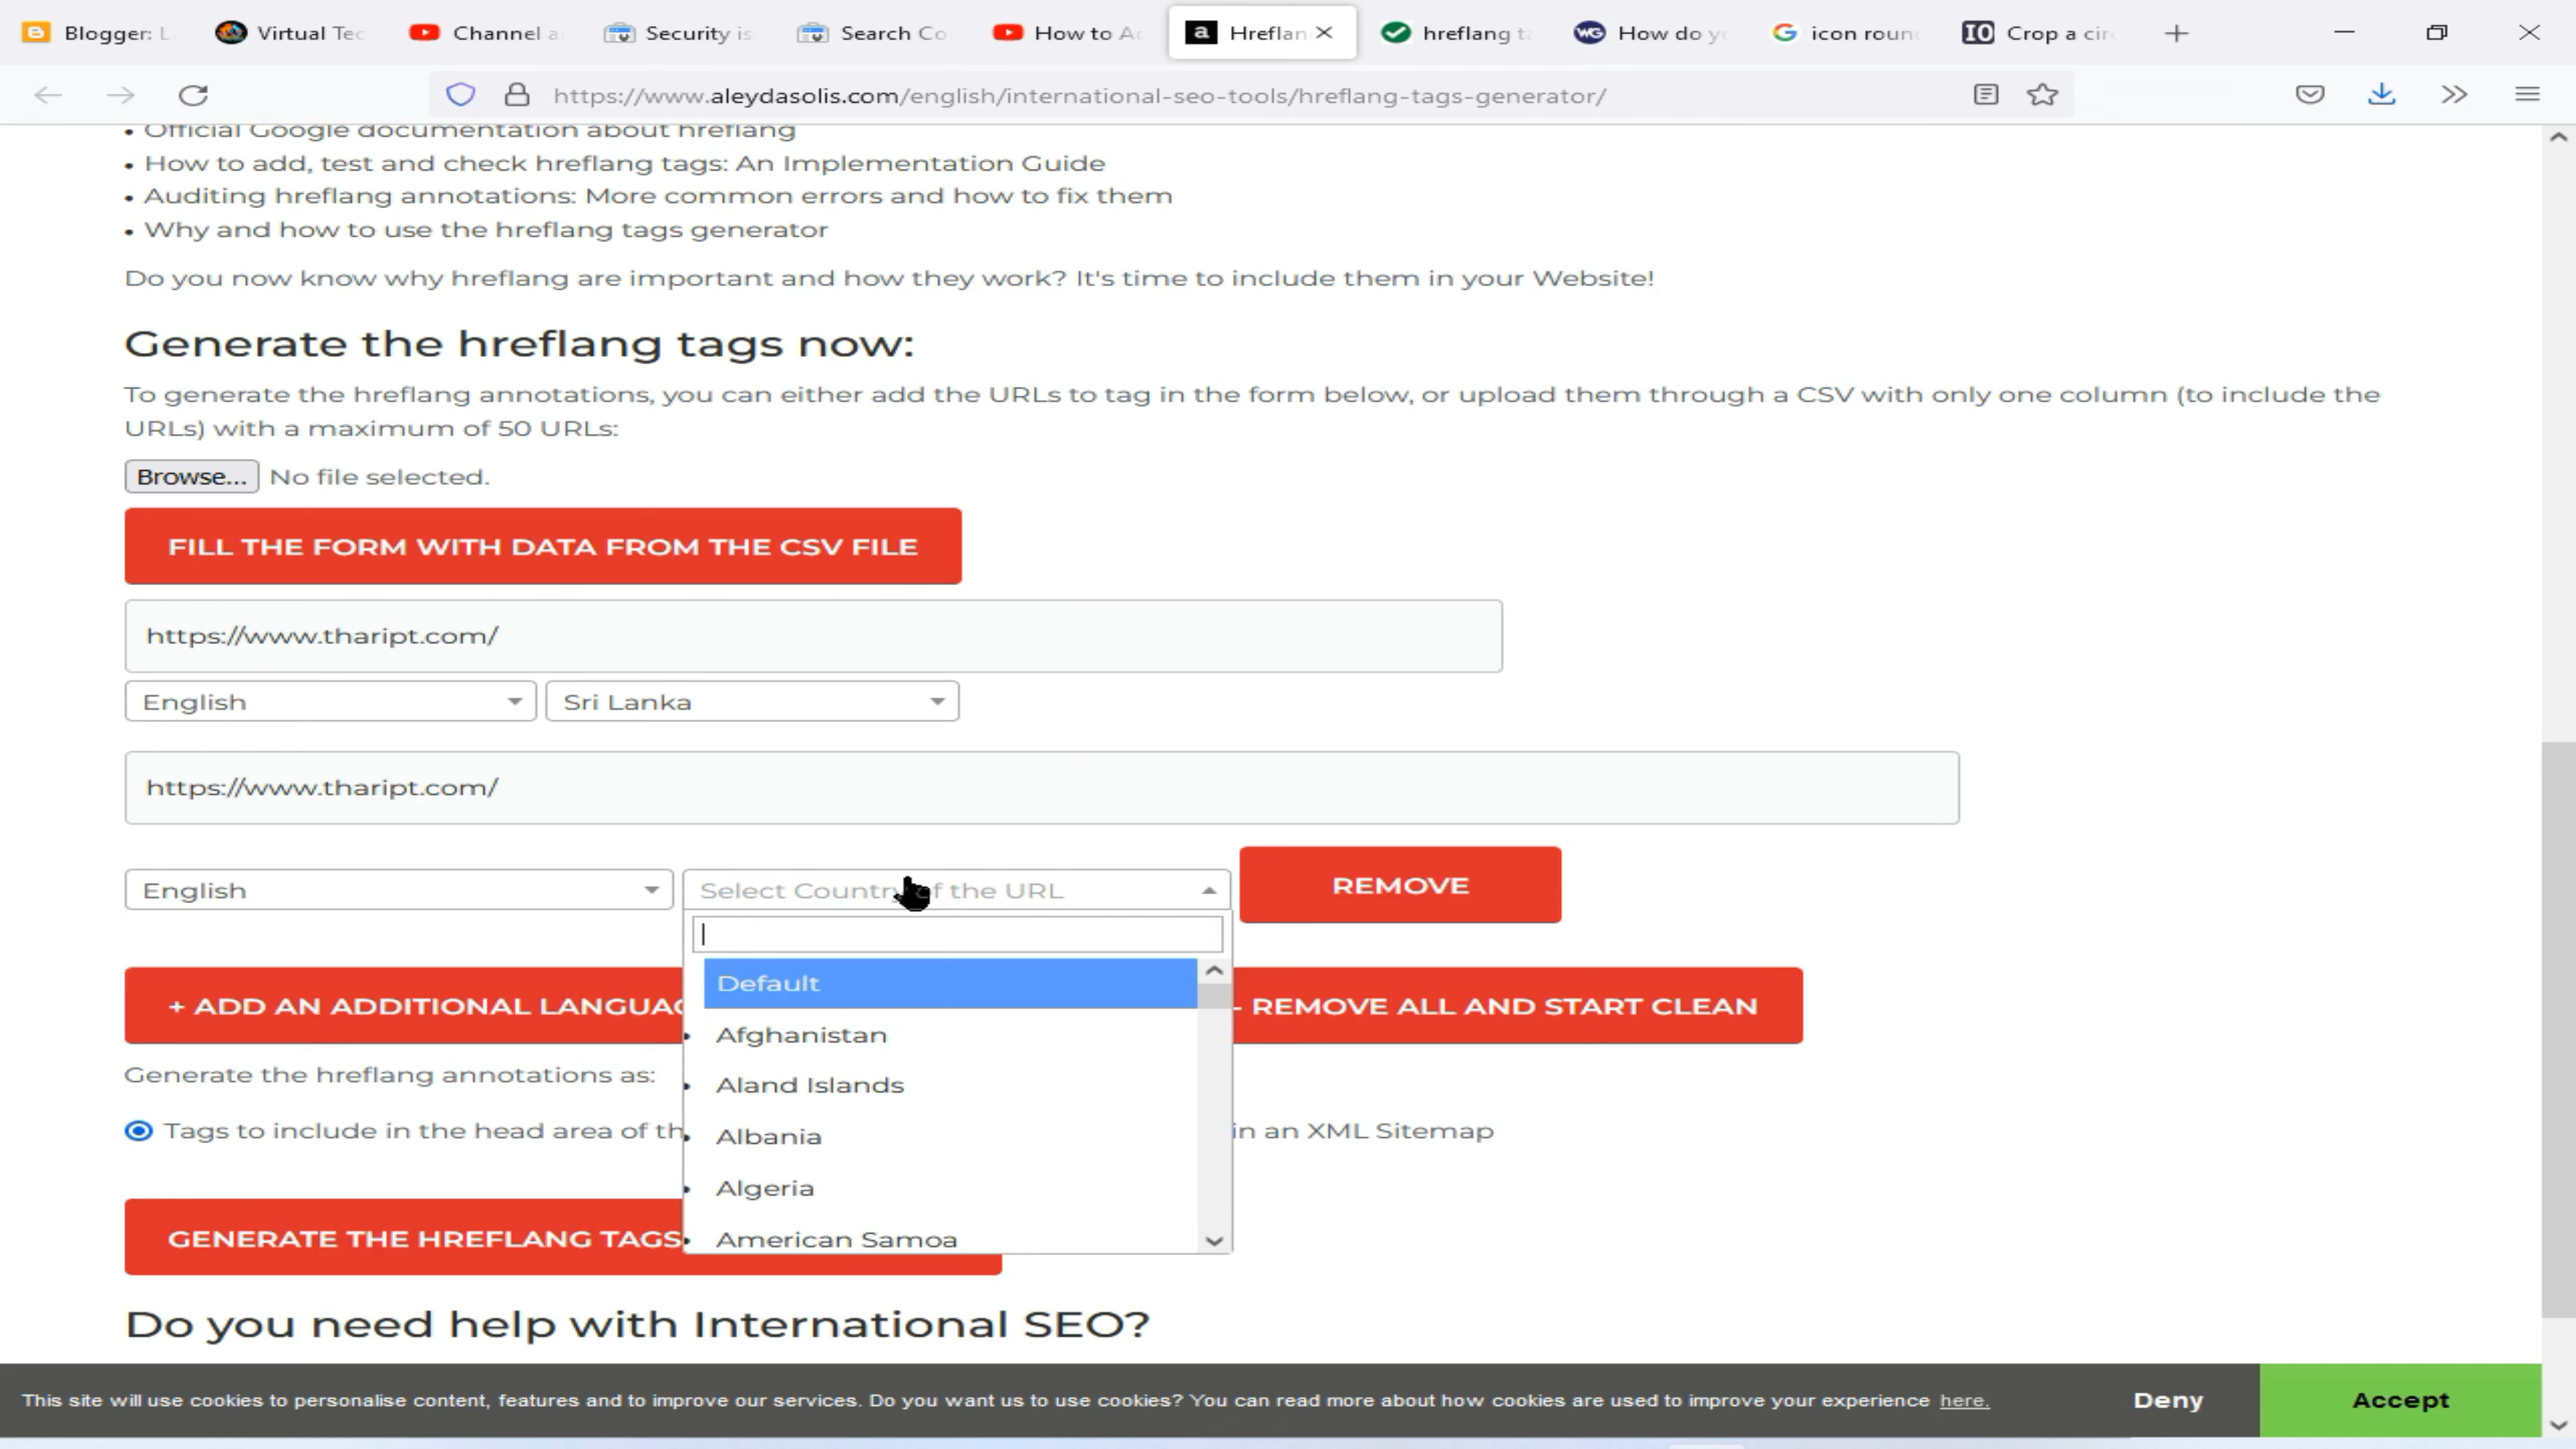 Blogger: L
Virtual Tec
Channel a
Security is
Search Co
How to Ad
a
Hreflan
hreflang ta
WG
How do yo
icon roun
IO
Crop a cir
https://www.aleydasolis.com/english/international-seo-tools/hreflang-tags-generator/
• Official Google documentation about hreflang
• How to add, test and check hreflang tags: An Implementation Guide
• Auditing hreflang annotations: More common errors and how to fix them
• Why and how to use the hreflang tags generator
Do you now know why hreflang are important and how they work? It's time to include them in your Website!
Generate the hreflang tags now:
To generate the hreflang annotations, you can either add the URLs to tag in the form below, or upload them through a CSV with only one column (to include the
URLs) with a maximum of 50 URLs:
Browse... No file selected.
FILL THE FORM WITH DATA FROM THE CSV FILE
https://www.thaript.com/
English
Sri Lanka
https://www.thaript.com/
English
Select Country of the URL
REMOVE
Default
+ ADD AN ADDITIONAL LANGUAG
- REMOVE ALL AND START CLEAN
• Afghanistan
Generate the hreflang annotations as:
• Aland Islands
Tags to include in the head area of th
• Albania
in an XML Sitemap
• Algeria
GENERATE THE HREFLANG TAGS
• American Samoa
Do you need help with International SEO?
This site will use cookies to personalise content, features and to improve our services. Do you want us to use cookies? You can read more about how cookies are used to improve your experience here.
Deny
Accept